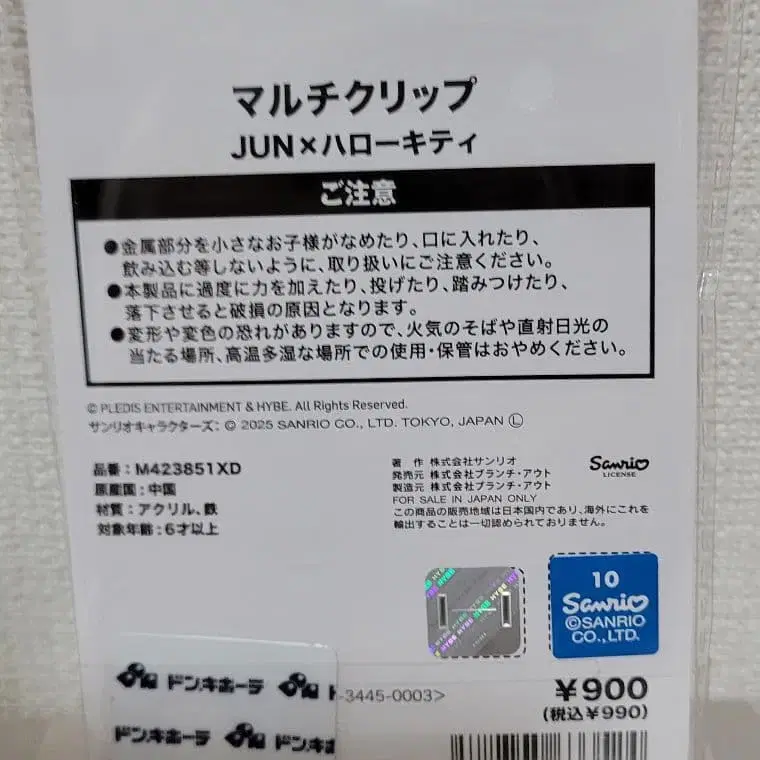 マルチクリップ
JUN×ハローキティ
ご注意
●金属部分を小さなお子様がなめたり、口に入れたり、
飲み込む等しないように、取り扱いにご注意ください。
●本製品に過度に力を加えたり、投げたり、踏みつけたり、
落下させると破損の原因となります。
●変形や変色の恐れがありますので、火気のそばや直射日光の
当たる場所、高温多湿な場所での使用・保管はおやめください。
© PLEDIS ENTERTAINMENT & HYBE. All Rights Reserved.
サンリオキャラクターズ：© 2025 SANRIO CO., LTD. TOKYO, JAPAN Ⓛ
品番：M423851XD
原産国：中国
材質：アクリル、鉄
対象年齢：6才以上
著 作 株式会社サンリオ
発売元 株式会社ブランチ・アウト
製造元 株式会社ブランチ・アウト
FOR SALE IN JAPAN ONLY
この商品の販売地域は日本国内であり、海外にこれを
輸出することは一切認められておりません。
Sanrio
LICENSE
HYBE HYBE HYBE
10
Sanrio
©SANRIO
CO.,LTD.
ドン.キホーテ
-3445-0003>
ドン.キホーテ ドン.キホ
¥900
(税込¥990)